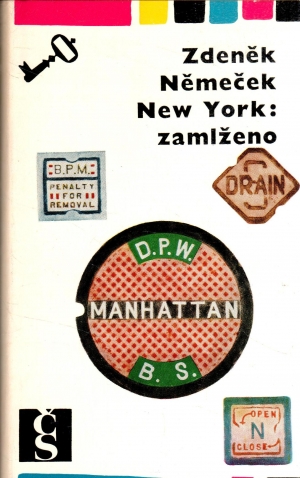 Zdeněk
Němeček
New York:
zamlženo
B.P.M.
PENALTY
FOR
REMOVAL
DRAIN
S
D.P.W.
MANHATTAN
B. S.
OPEN
N
CLOSE
ČS